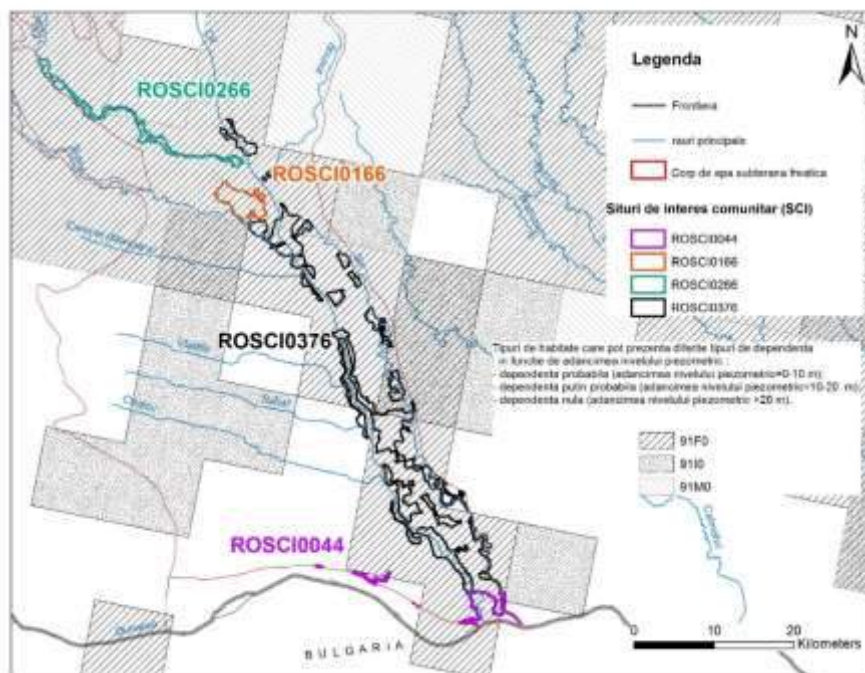 N
Legenda
ROSCI0266
Frontiera
rauri principale
ROSCI0166
Corp de apa subterana freatica
Situri de interes comunitar (SCI)
ROSCI0044
ROSCI0166
ROSCI0266
ROSCI0376
ROSCI0376
Tipuri de habitate care pot prezenta diferite tipuri de dependenta
in functie de adancimea nivelului piezometric :
- dependenta probabila (adancimea nivelului piezometric=0-10 m);
- dependenta putin probabila (adancimea nivelului piezometric=10-20 m);
- dependenta nula (adancimea nivelului piezometric >20 m).
91F0
91I0
91M0
ROSCI0044
BULGARIA
0 10 20
Kilometers